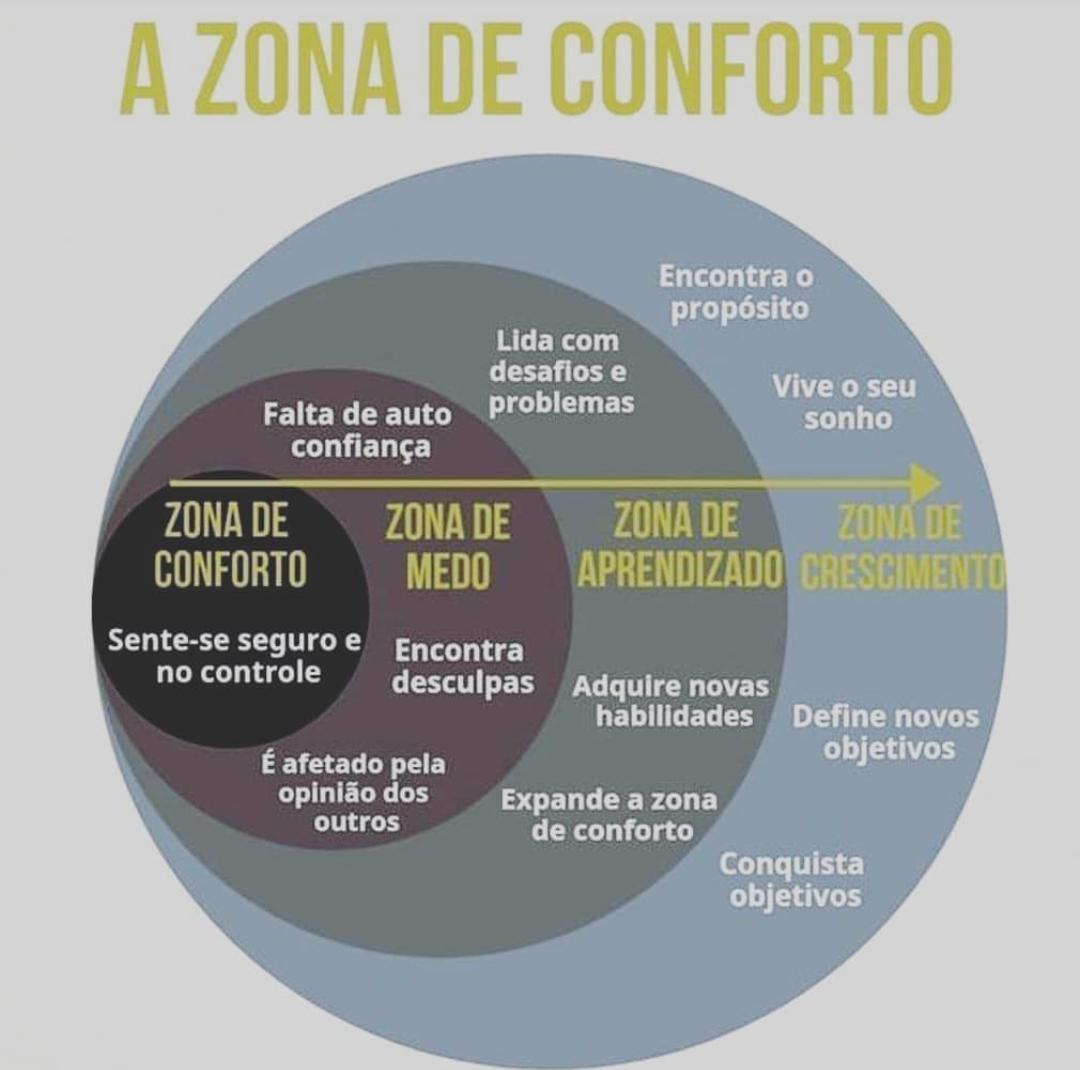 A ZONA DE CONFORTO
Encontra o
propósito
Lida com
desafios e
problemas
Vive o seu
sonho
Falta de auto
confiança
ZONA DE
CONFORTO
Sente-se seguro e
no controle
ZONA DE
MEDO
Encontra
desculpas
É afetado pela
opinião dos
outros
ZONA DE
APRENDIZADO
Adquire novas
habilidades
Expande a zona
de conforto
ZONA DE
CRESCIMENTO
Define novos
objetivos
Conquista
objetivos